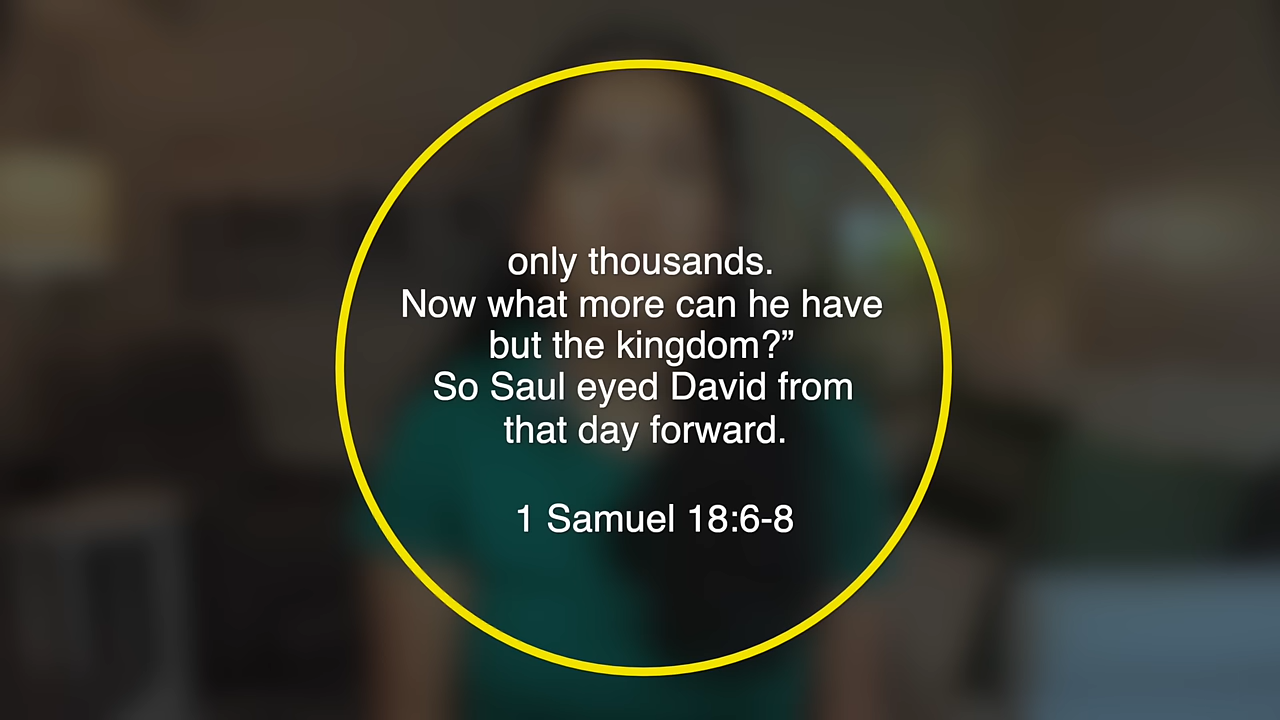 only thousands.
Now what more can he have
but the kingdom?”
So Saul eyed David from
that day forward.
1 Samuel 18:6-8